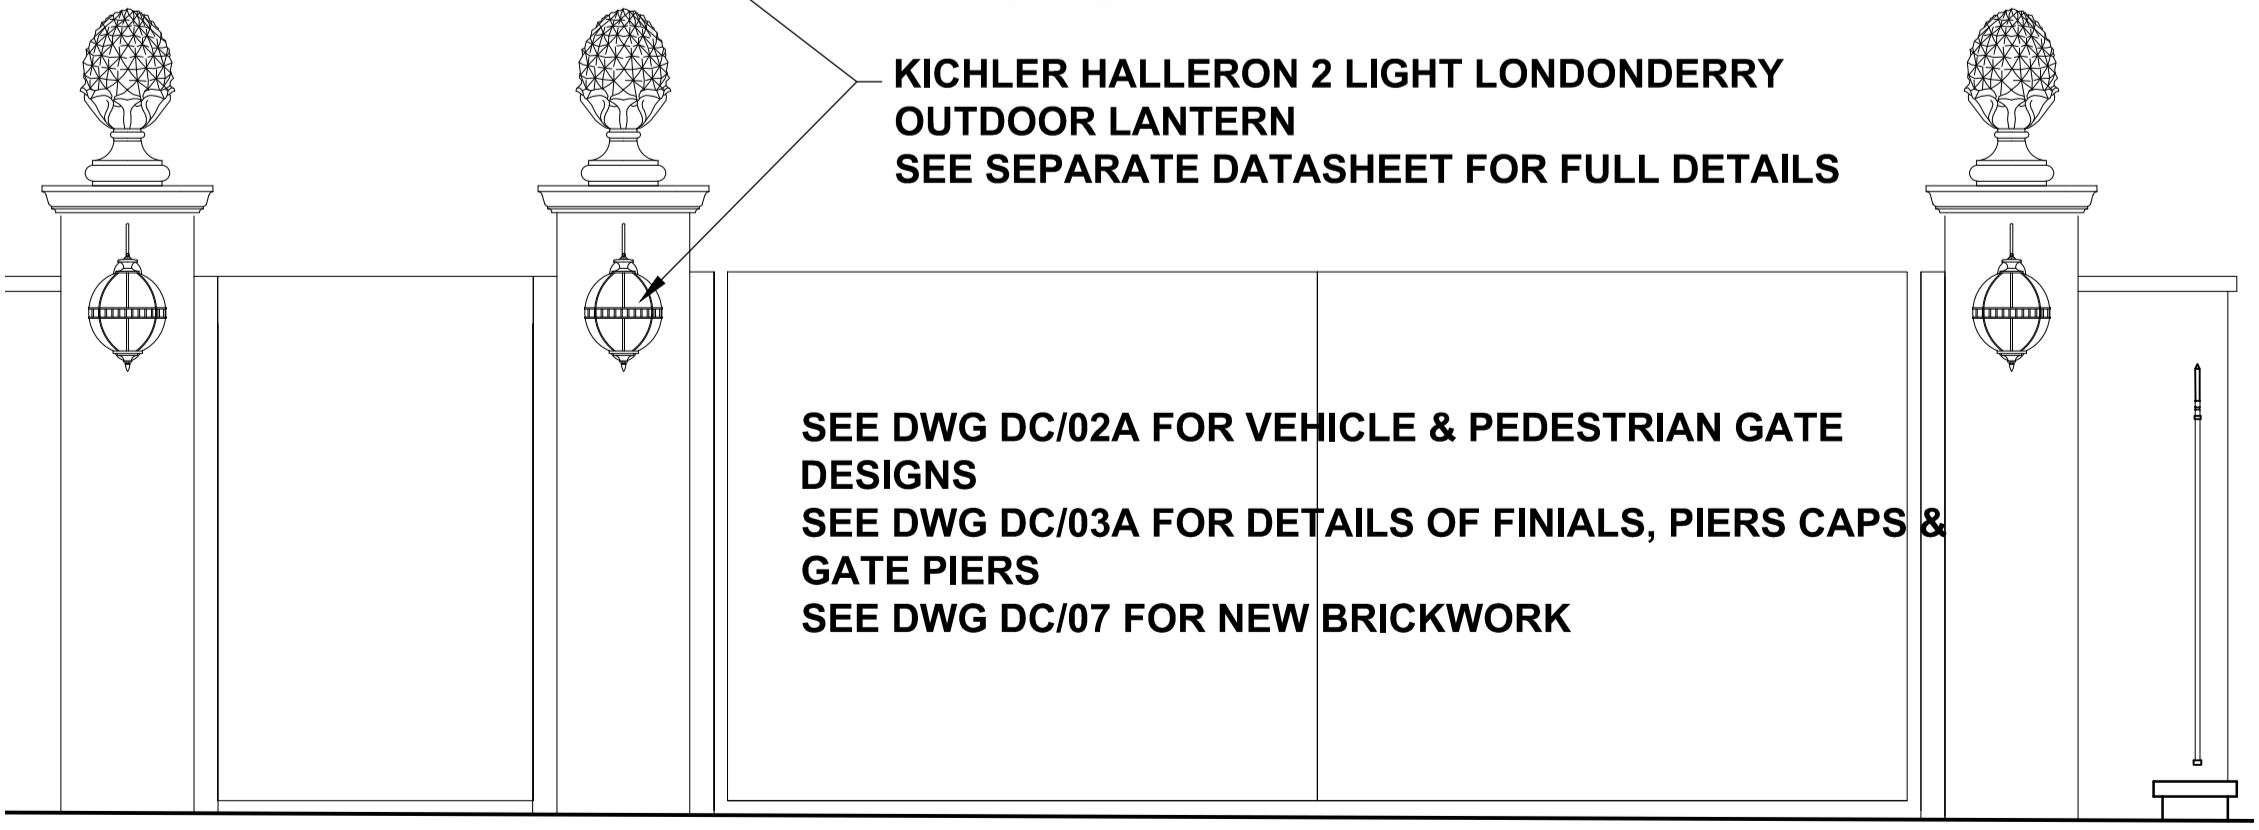 KICHLER HALLERON 2 LIGHT LONDONDERRY
OUTDOOR LANTERN
SEE SEPARATE DATASHEET FOR FULL DETAILS
SEE DWG DC/02A FOR VEHICLE & PEDESTRIAN GATE
DESIGNS
SEE DWG DC/03A FOR DETAILS OF FINIALS, PIERS CAPS &
GATE PIERS
SEE DWG DC/07 FOR NEW BRICKWORK